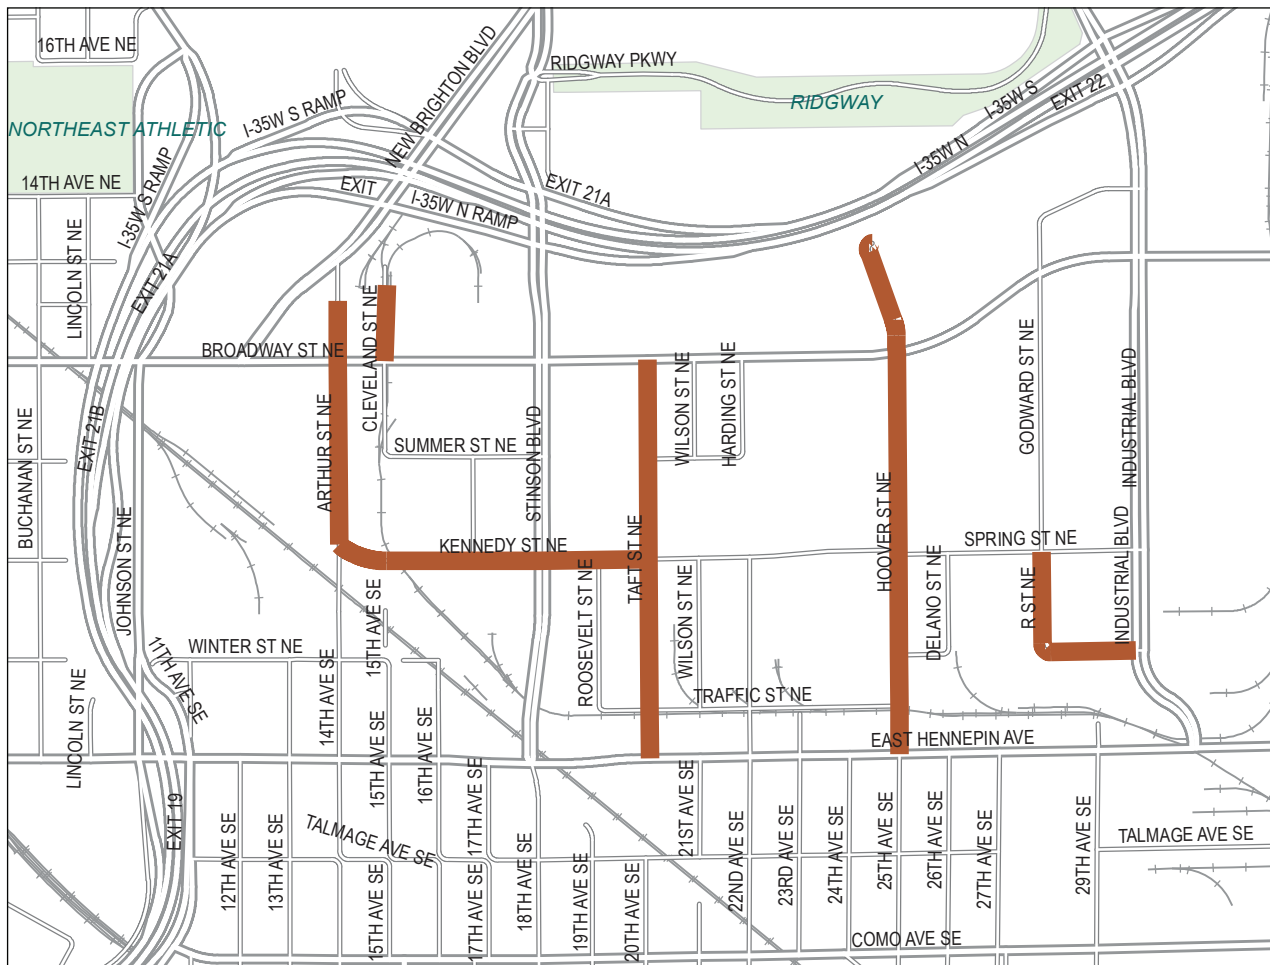 16TH AVE NE
NEW BRIGHTON BLVD
RIDGWAY PKWY
RIDGWAY
I-35W S
EXIT 22
I-35W S RAMP
NORTHEAST ATHLETIC
I-35W N
14TH AVE NE
I-35W S RAMP
EXIT
I-35W N RAMP
EXIT 21A
LINCOLN ST NE
EXIT 21A
CLEVELAND ST NE
BROADWAY ST NE
WILSON ST NE
HARDING ST NE
GODWARD ST NE
INDUSTRIAL BLVD
BUCHANAN ST NE
EXIT 21B
ARTHUR ST NE
SUMMER ST NE
STINSON BLVD
JOHNSON ST NE
KENNEDY ST NE
TAFT ST NE
HOOVER ST NE
SPRING ST NE
INDUSTRIAL BLVD
ROOSEVELT ST NE
WILSON ST NE
DELANO ST NE
R ST NE
11TH AVE SE
WINTER ST NE
15TH AVE SE
14TH AVE SE
TRAFFIC ST NE
LINCOLN ST NE
15TH AVE SE
16TH AVE SE
17TH AVE SE
EAST HENNEPIN AVE
EXIT 19
12TH AVE SE
13TH AVE SE
TALMAGE AVE SE
15TH AVE SE
17TH AVE SE
18TH AVE SE
19TH AVE SE
20TH AVE SE
21ST AVE SE
22ND AVE SE
23RD AVE SE
24TH AVE SE
25TH AVE SE
26TH AVE SE
27TH AVE SE
29TH AVE SE
TALMAGE AVE SE
COMO AVE SE